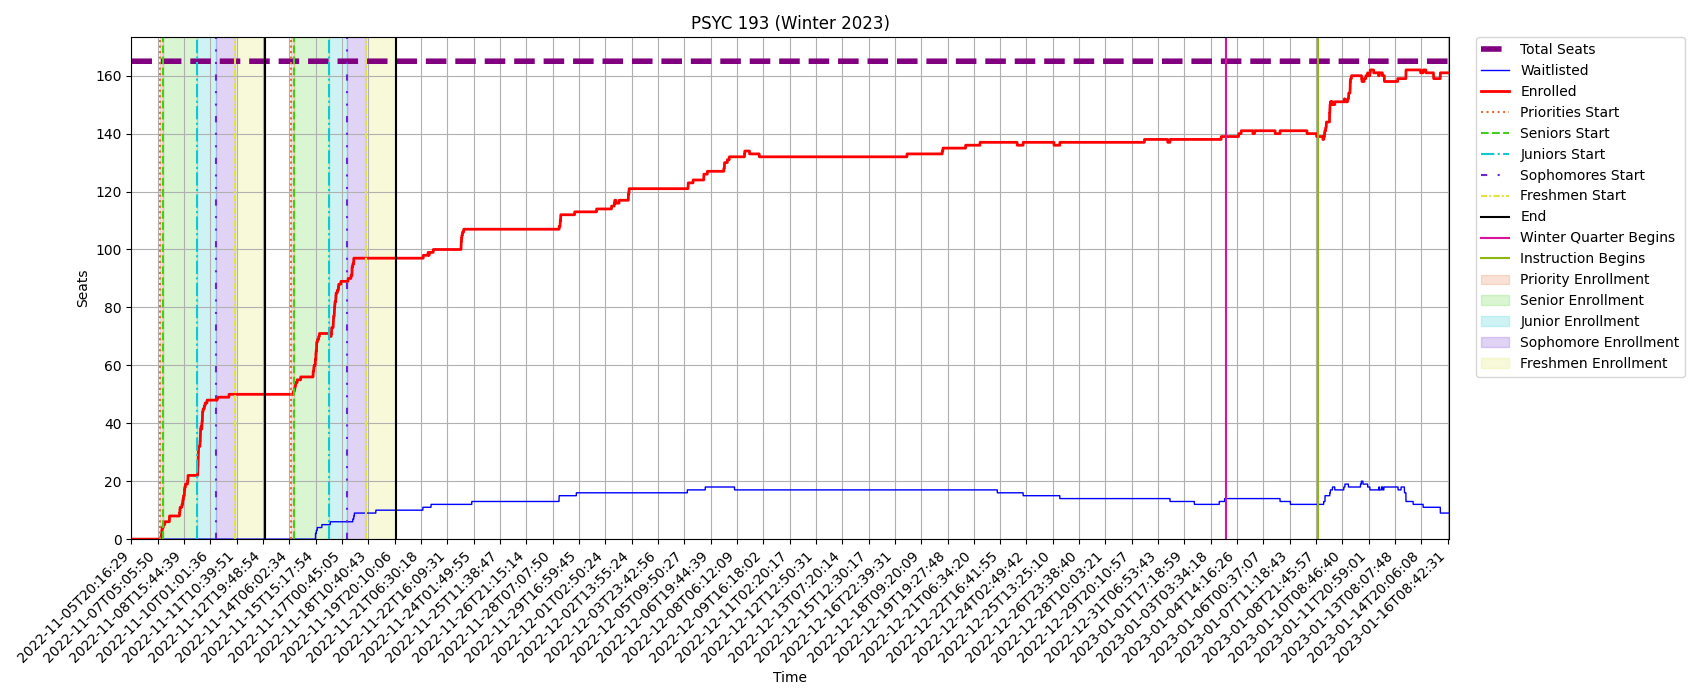 PSYC 193 (Winter 2023)
Seats
160
140
120
100
80
60
40
20
0
2022-11-05T20:16:29
2022-11-07T05:05:50
2022-11-08T15:44:39
2022-11-10T01:01:36
2022-11-11T10:39:51
2022-11-12T19:48:54
2022-11-14T06:02:34
2022-11-15T15:17:54
2022-11-17T00:45:05
2022-11-18T10:40:43
2022-11-19T20:10:06
2022-11-21T06:30:18
2022-11-22T16:09:31
2022-11-24T01:49:55
2022-11-25T11:38:47
2022-11-26T21:15:14
2022-11-28T07:07:50
2022-11-29T16:59:45
2022-12-01T02:50:24
2022-12-02T13:55:24
2022-12-03T23:42:56
2022-12-05T09:50:27
2022-12-06T19:44:39
2022-12-08T06:12:09
2022-12-09T16:18:02
2022-12-11T02:20:17
2022-12-12T12:50:31
2022-12-13T07:20:14
2022-12-15T12:30:17
2022-12-16T22:39:31
2022-12-18T09:20:09
2022-12-19T19:27:48
2022-12-21T06:34:20
2022-12-22T16:41:55
2022-12-24T02:49:42
2022-12-25T13:25:10
2022-12-26T23:38:40
2022-12-28T10:03:21
2022-12-29T20:10:57
2022-12-31T06:53:43
2023-01-01T17:18:59
2023-01-03T03:34:18
2023-01-04T14:16:26
2023-01-06T00:37:07
2023-01-07T11:18:43
2023-01-08T21:45:57
2023-01-10T08:46:40
2023-01-11T20:59:01
2023-01-13T08:07:48
2023-01-14T20:06:08
2023-01-16T08:42:31
Time
Total Seats
Waitlisted
Enrolled
Priorities Start
Seniors Start
Juniors Start
Sophomores Start
Freshmen Start
End
Winter Quarter Begins
Instruction Begins
Priority Enrollment
Senior Enrollment
Junior Enrollment
Sophomore Enrollment
Freshmen Enrollment